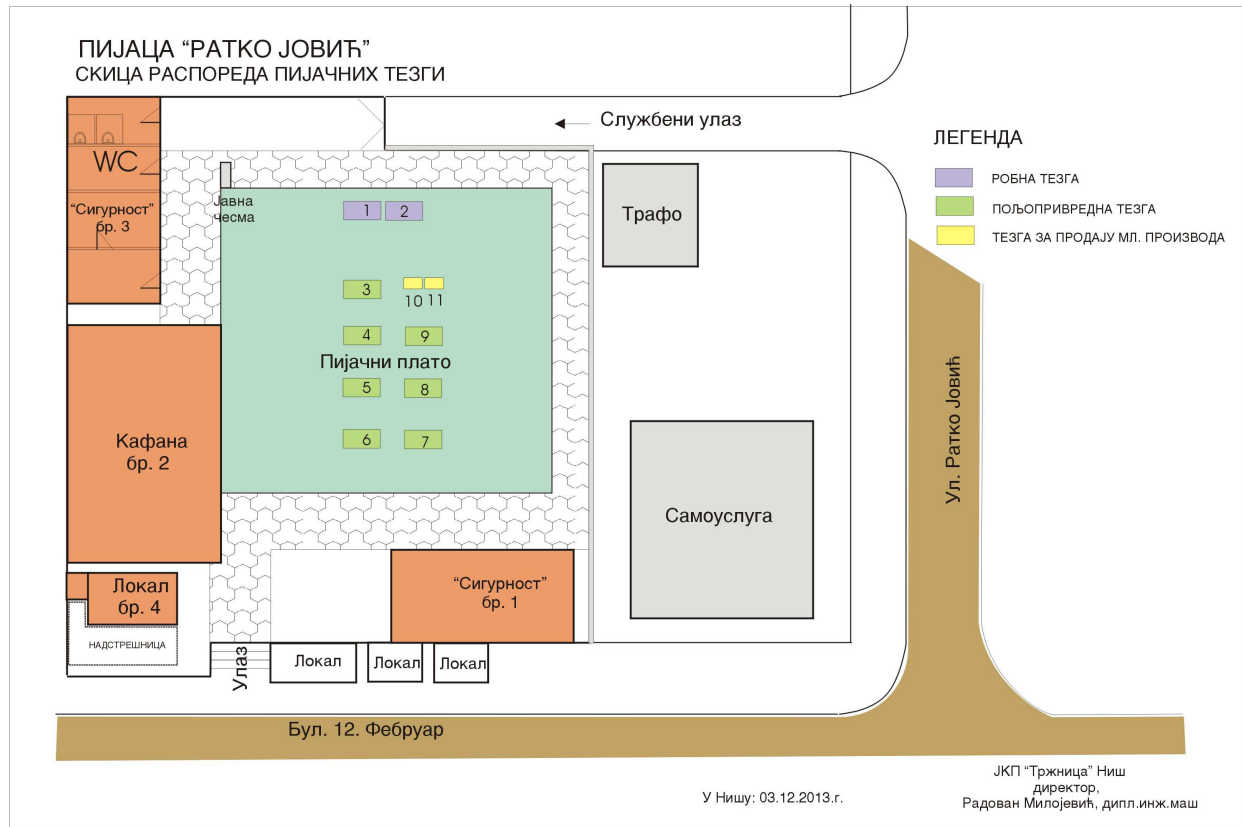 ПИЈАЦА “РАТКО ЈОВИЋ”
СКИЦА РАСПОРЕДА ПИЈАЧНИХ ТЕЗГИ
Службени улаз
ЛЕГЕНДА
РОБНА ТЕЗГА
ПОЉОПРИВРЕДНА ТЕЗГА
ТЕЗГА ЗА ПРОДАЈУ МЛ. ПРОИЗВОДА
WC
“Сигурност”
бр. 3
Јавна
чесма
1 2
Трафо
3
10 11
4 9
Пијачни плато
5 8
6 7
Кафана
бр. 2
Самоуслуга
Ул. Ратко Јовић
Локал
бр. 4
“Сигурност”
бр. 1
НАДСТРЕШНИЦА
Улаз
Локал
Локал
Локал
Бул. 12. Фебруар
У Нишу: 03.12.2013.г.
ЈКП “Тржница” Ниш
директор,
Радован Милојевић, дипл.инж.маш